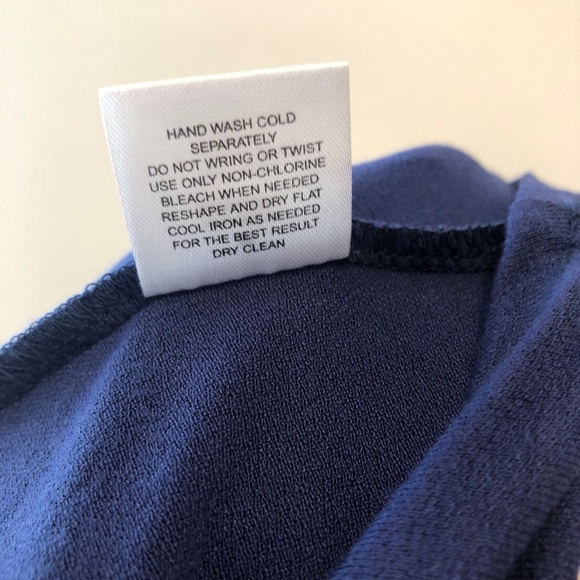 HAND WASH COLD
SEPARATELY
DO NOT WRING OR TWIST
USE ONLY NON-CHLORINE
BLEACH WHEN NEEDED
RESHAPE AND DRY FLAT
COOL IRON AS NEEDED
FOR THE BEST RESULT
DRY CLEAN